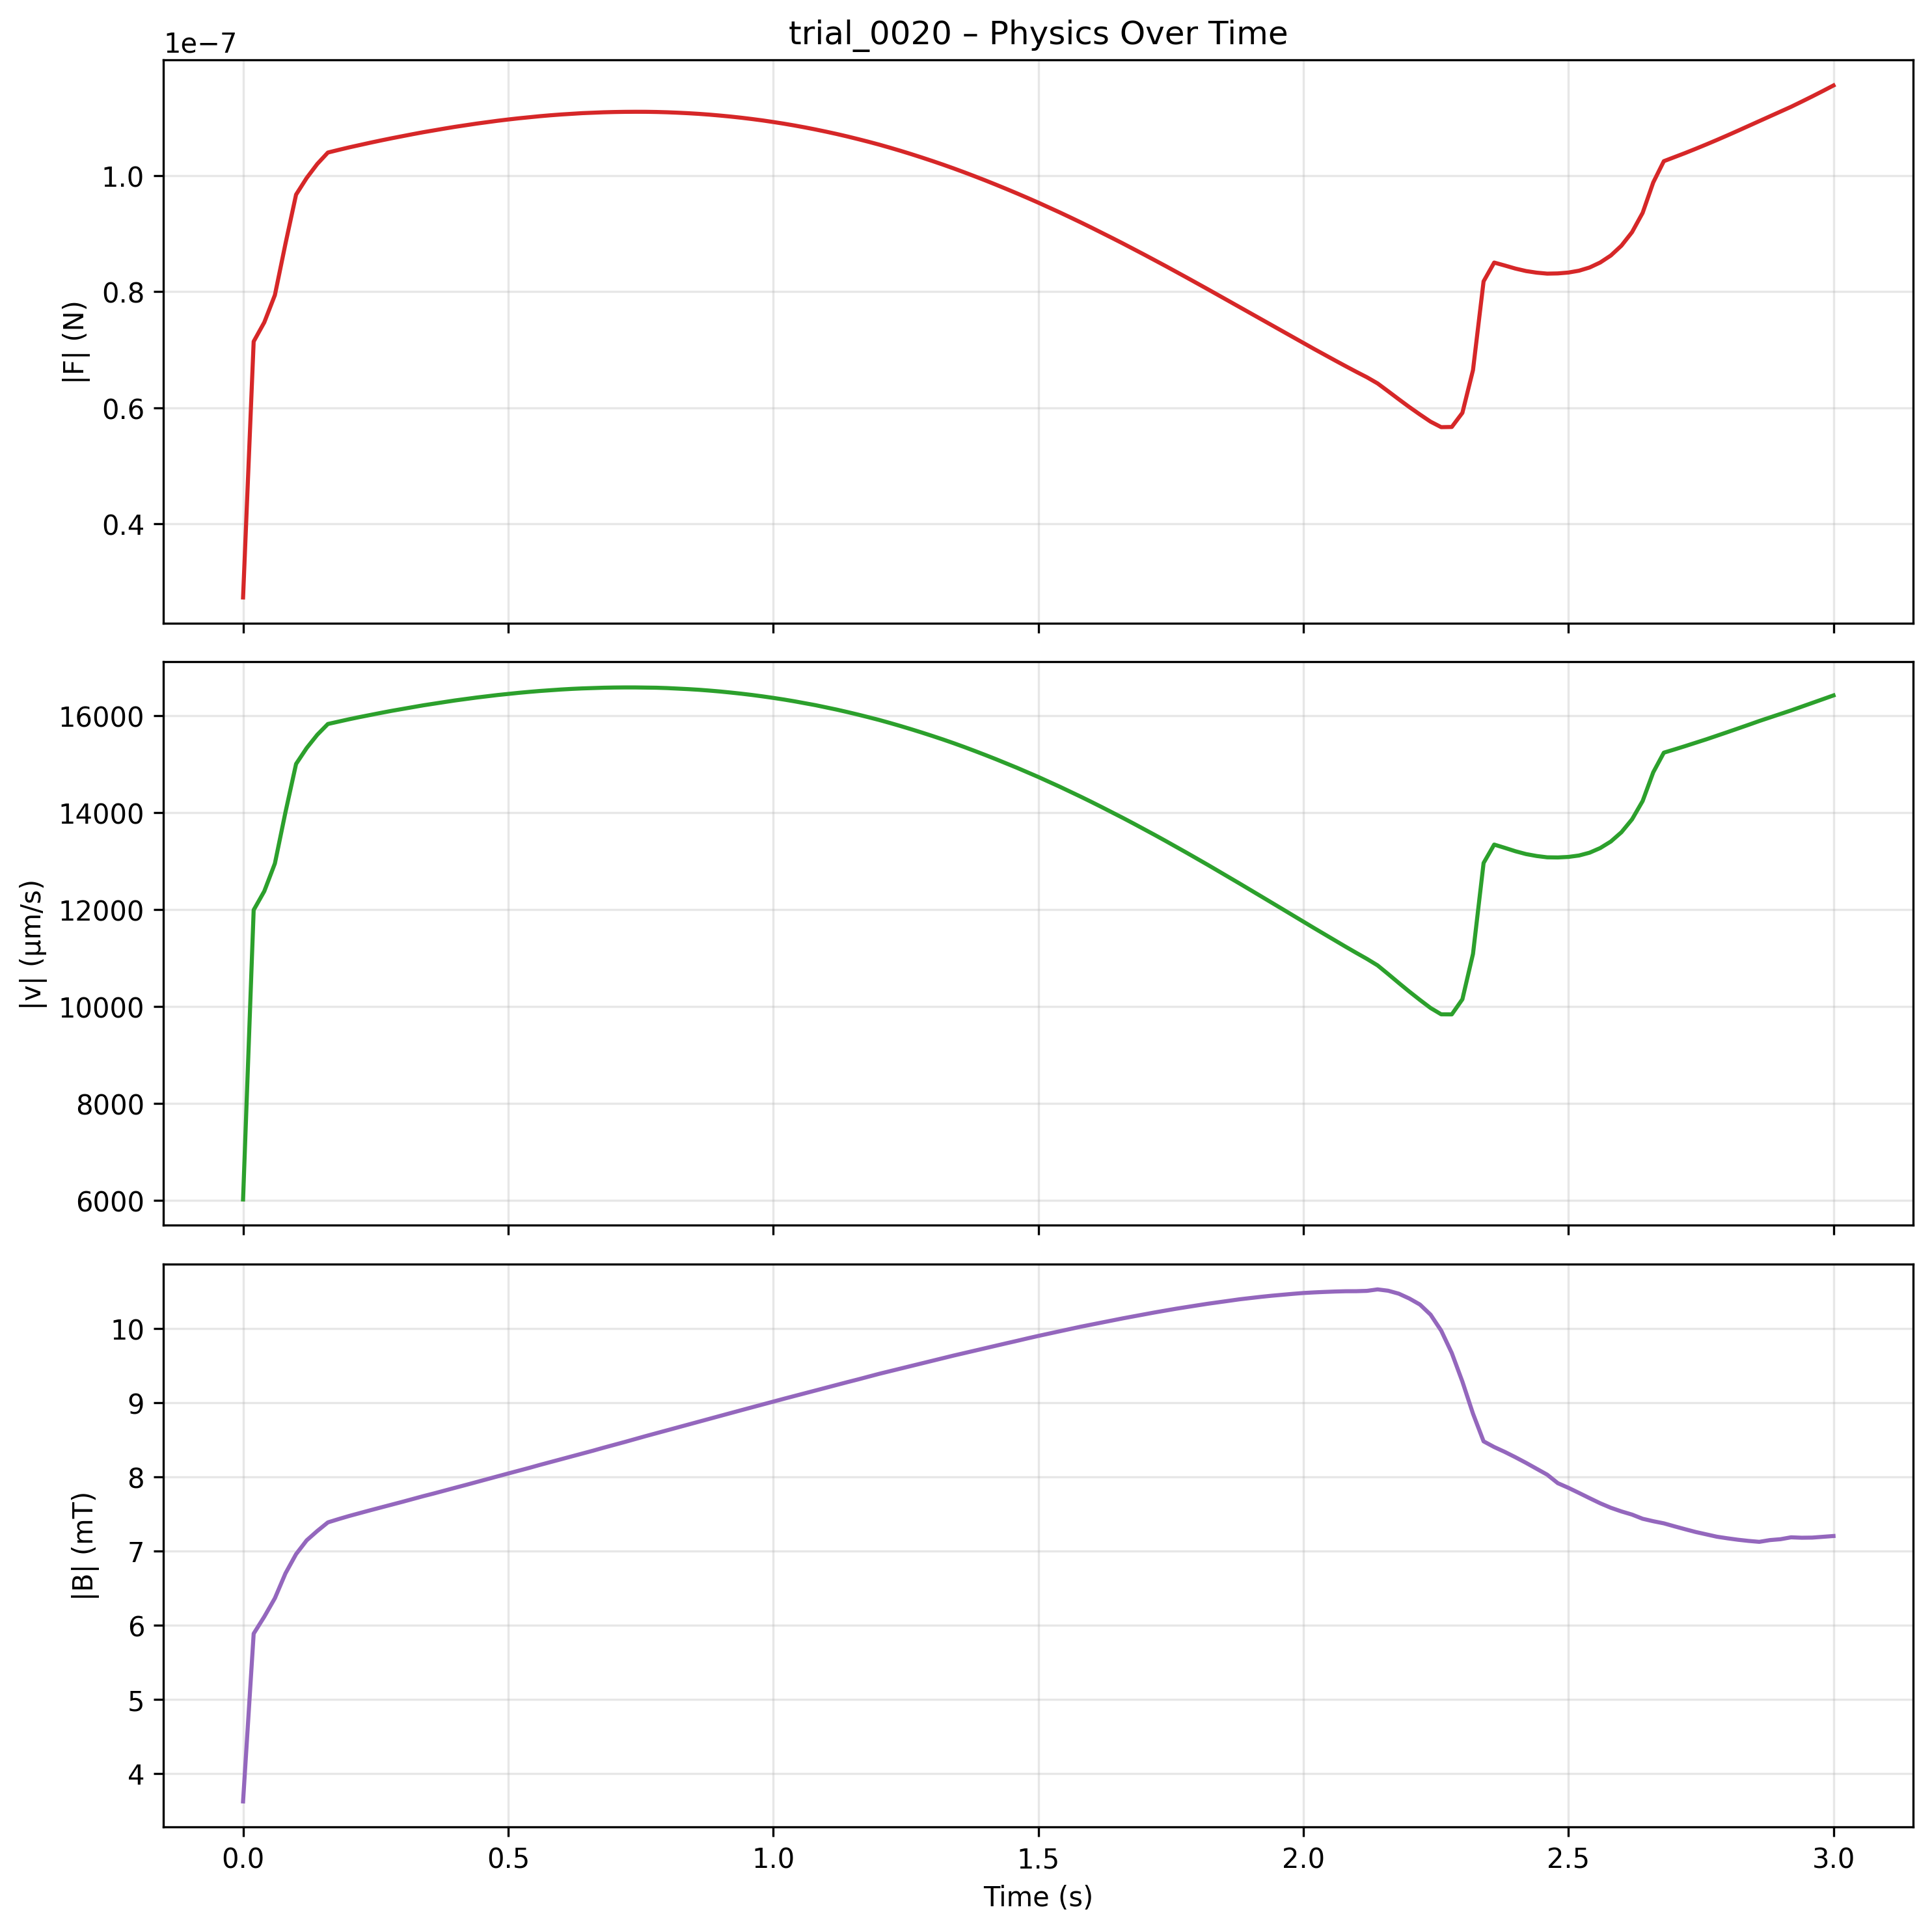 trial_0020 – Physics Over Time
1e−7
1.0
0.8
0.6
0.4
|F| (N)
16000
14000
12000
10000
8000
6000
|v| (µm/s)
10
9
8
7
6
5
4
|B| (mT)
0.0 0.5 1.0 1.5 2.0 2.5 3.0
Time (s)